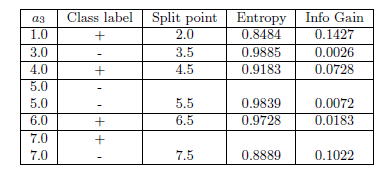 a3 Class label Split point Entropy Info Gain
1.0 + 2.0 0.8484 0.1427
3.0 - 3.5 0.9885 0.0026
4.0 + 4.5 0.9183 0.0728
5.0 -
5.0 - 5.5 0.9839 0.0072
6.0 + 6.5 0.9728 0.0183
7.0 +
7.0 - 7.5 0.8889 0.1022